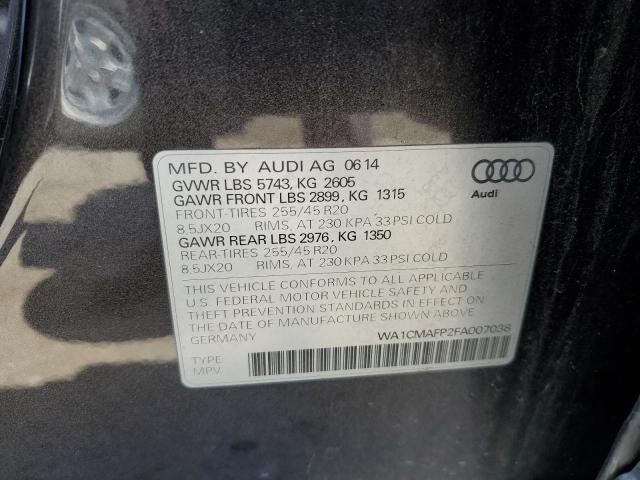 MFD. BY AUDI AG 06 14
GVWR LBS 5743, KG 2605
GAWR FRONT LBS 2899, KG 1315
FRONT-TIRES 255/45 R20
8.5JX20 RIMS, AT 230 KPA 33 PSI COLD
GAWR REAR LBS 2976, KG 1350
REAR-TIRES 255/45 R20
8.5JX20 RIMS, AT 230 KPA 33 PSI COLD
Audi
THIS VEHICLE CONFORMS TO ALL APPLICABLE
U.S. FEDERAL MOTOR VEHICLE SAFETY AND
THEFT PREVENTION STANDARDS IN EFFECT ON
THE DATE OF MANUFACTURE SHOWN ABOVE.
GERMANY
WA1CMAFP2FA007038
TYPE:
MPV